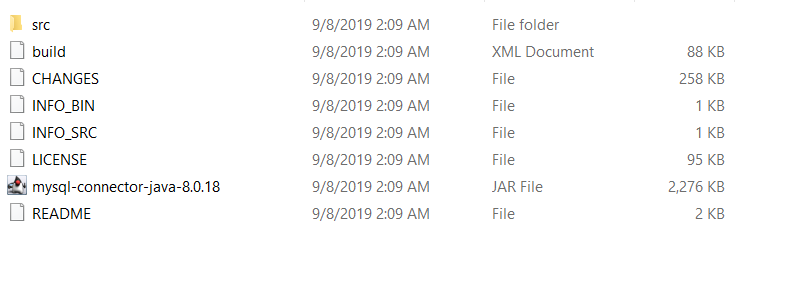 src 9/8/2019 2:09 AM File folder
build 9/8/2019 2:09 AM XML Document 88 KB
CHANGES 9/8/2019 2:09 AM File 258 KB
INFO_BIN 9/8/2019 2:09 AM File 1 KB
INFO_SRC 9/8/2019 2:09 AM File 1 KB
LICENSE 9/8/2019 2:09 AM File 95 KB
mysql-connector-java-8.0.18 9/8/2019 2:09 AM JAR File 2,276 KB
README 9/8/2019 2:09 AM File 2 KB